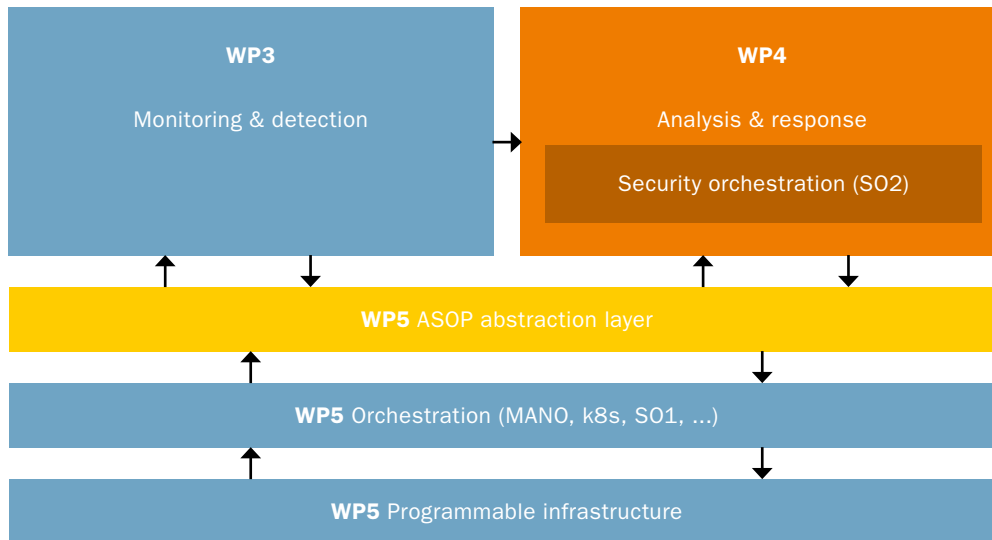 WP3
Monitoring & detection
WP4
Analysis & response
Security orchestration (SO2)
WP5 ASOP abstraction layer
WP5 Orchestration (MANO, k8s, SO1, ...)
WP5 Programmable infrastructure